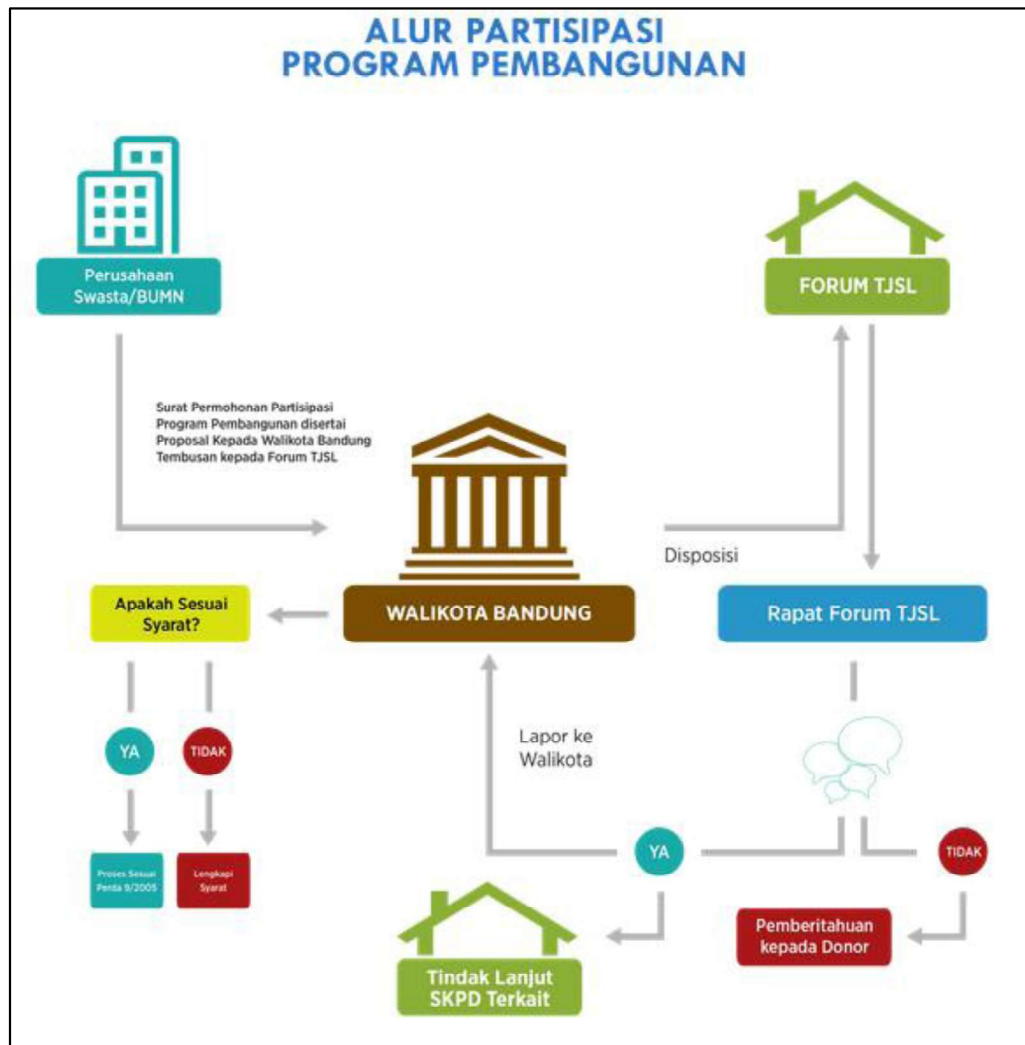 ALUR PARTISIPASI
PROGRAM PEMBANGUNAN
Perusahaan
Swasta/BUMN
FORUM TJSL
Surat Permohonan Partisipasi
Program Pembangunan disertai
Proposal Kepada Walikota Bandung
Tembusan kepada Forum TJSL
Disposisi
Apakah Sesuai
Syarat?
WALIKOTA BANDUNG
Rapat Forum TJSL
YA
TIDAK
Lapor ke
Walikota
YA
TIDAK
Proses Sesuai
Perda 9/2005
Lengkapi
Syarat
Pemberitahuan
kepada Donor
Tindak Lanjut
SKPD Terkait